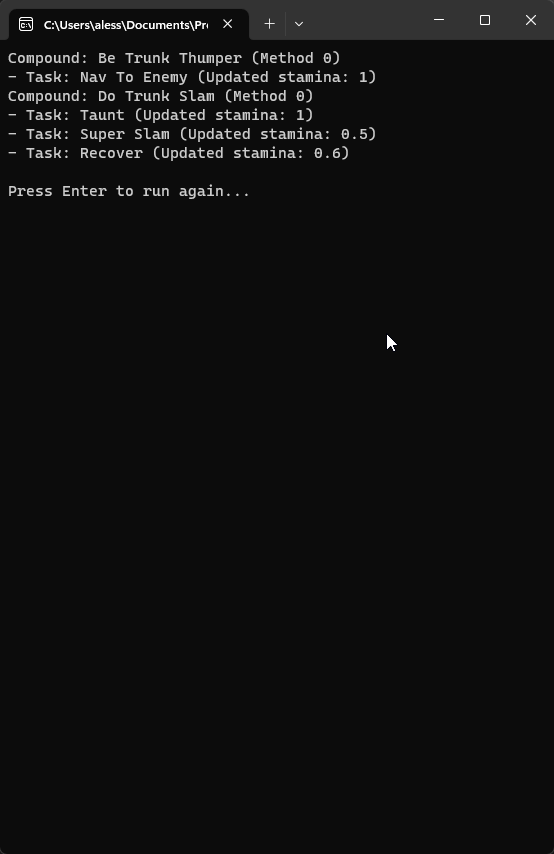 C:\Users\aless\Documents\Pr
Compound: Be Trunk Thumper (Method 0)
- Task: Nav To Enemy (Updated stamina: 1)
Compound: Do Trunk Slam (Method 0)
- Task: Taunt (Updated stamina: 1)
- Task: Super Slam (Updated stamina: 0.5)
- Task: Recover (Updated stamina: 0.6)
Press Enter to run again...